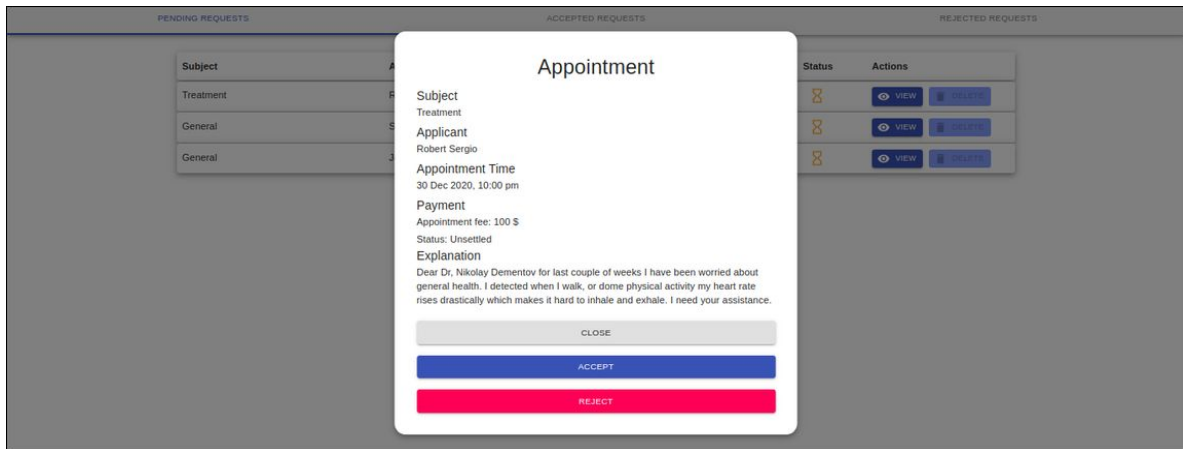 PENDING REQUESTS ACCEPTED REQUESTS REJECTED REQUESTS
Subject A Status Actions
Treatment R VIEW DELETE
General S VIEW DELETE
General J VIEW DELETE
Appointment
Subject
Treatment
Applicant
Robert Sergio
Appointment Time
30 Dec 2020, 10:00 pm
Payment
Appointment fee: 100 $
Status: Unsettled
Explanation
Dear Dr, Nikolay Dementov for last couple of weeks I have been worried about
general health. I detected when I walk, or dome physical activity my heart rate
rises drastically which makes it hard to inhale and exhale. I need your assistance.
CLOSE
ACCEPT
REJECT